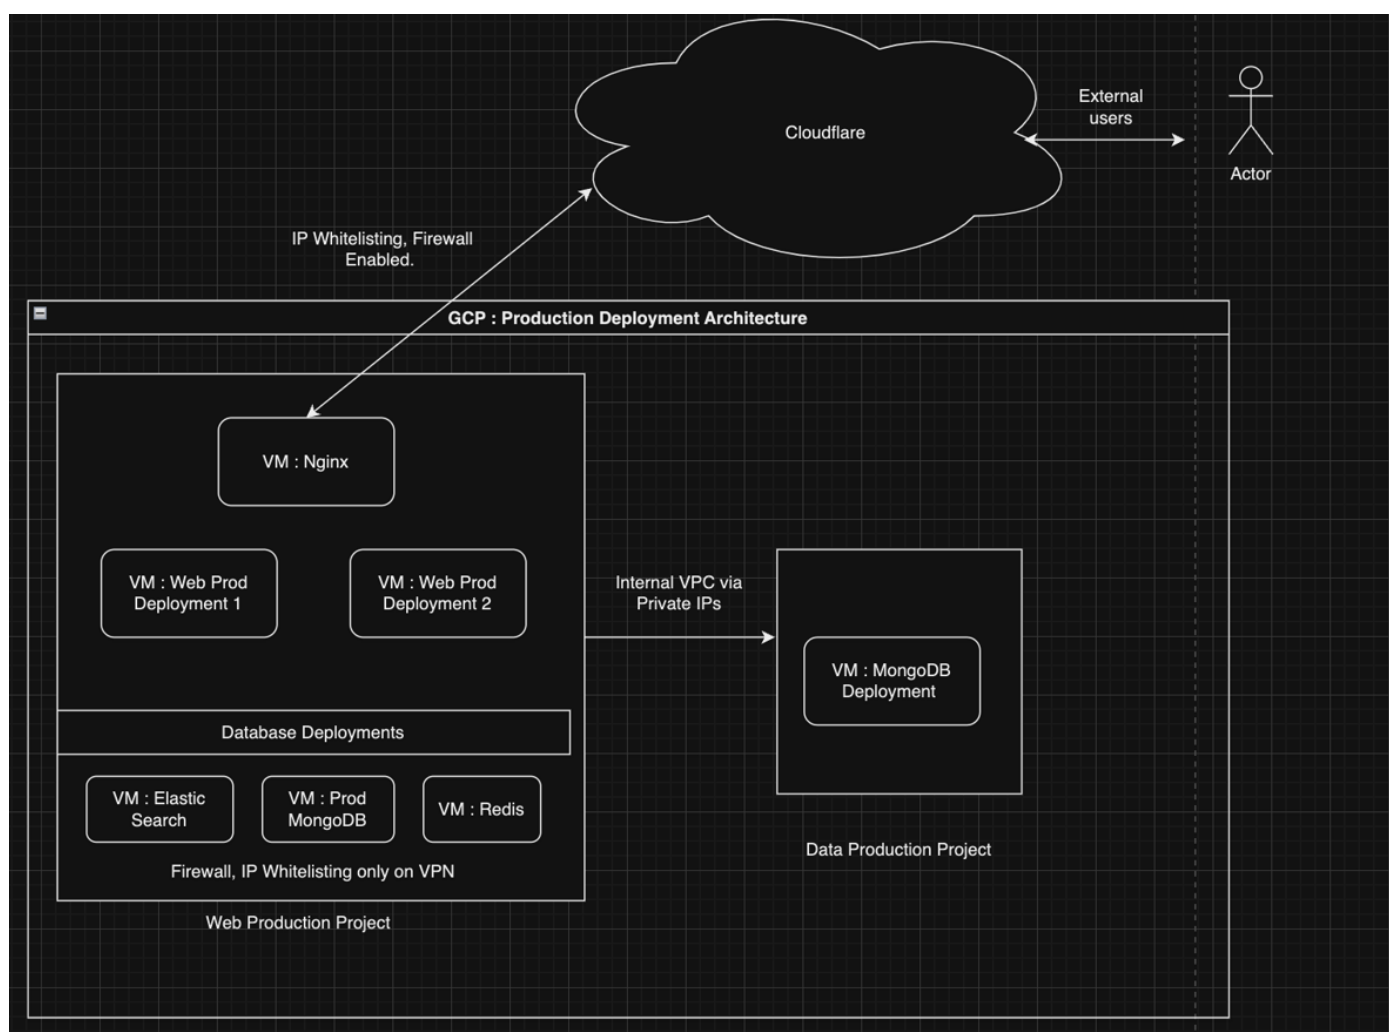 Cloudflare
External
users
Actor
IP Whitelisting, Firewall
Enabled.
GCP : Production Deployment Architecture
VM : Nginx
VM : Web Prod
Deployment 1
VM : Web Prod
Deployment 2
Internal VPC via
Private IPs
VM : MongoDB
Deployment
Database Deployments
VM : Elastic
Search
VM : Prod
MongoDB
VM : Redis
Firewall, IP Whitelisting only on VPN
Data Production Project
Web Production Project